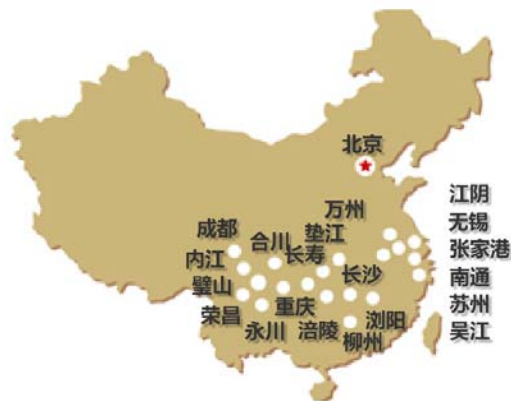 北京
江阴
万州
无锡
成都
垫江
合川
长寿
张家港
内江
长沙
南通
璧山
重庆
苏州
荣昌
浏阳
永川
涪陵
吴江
柳州